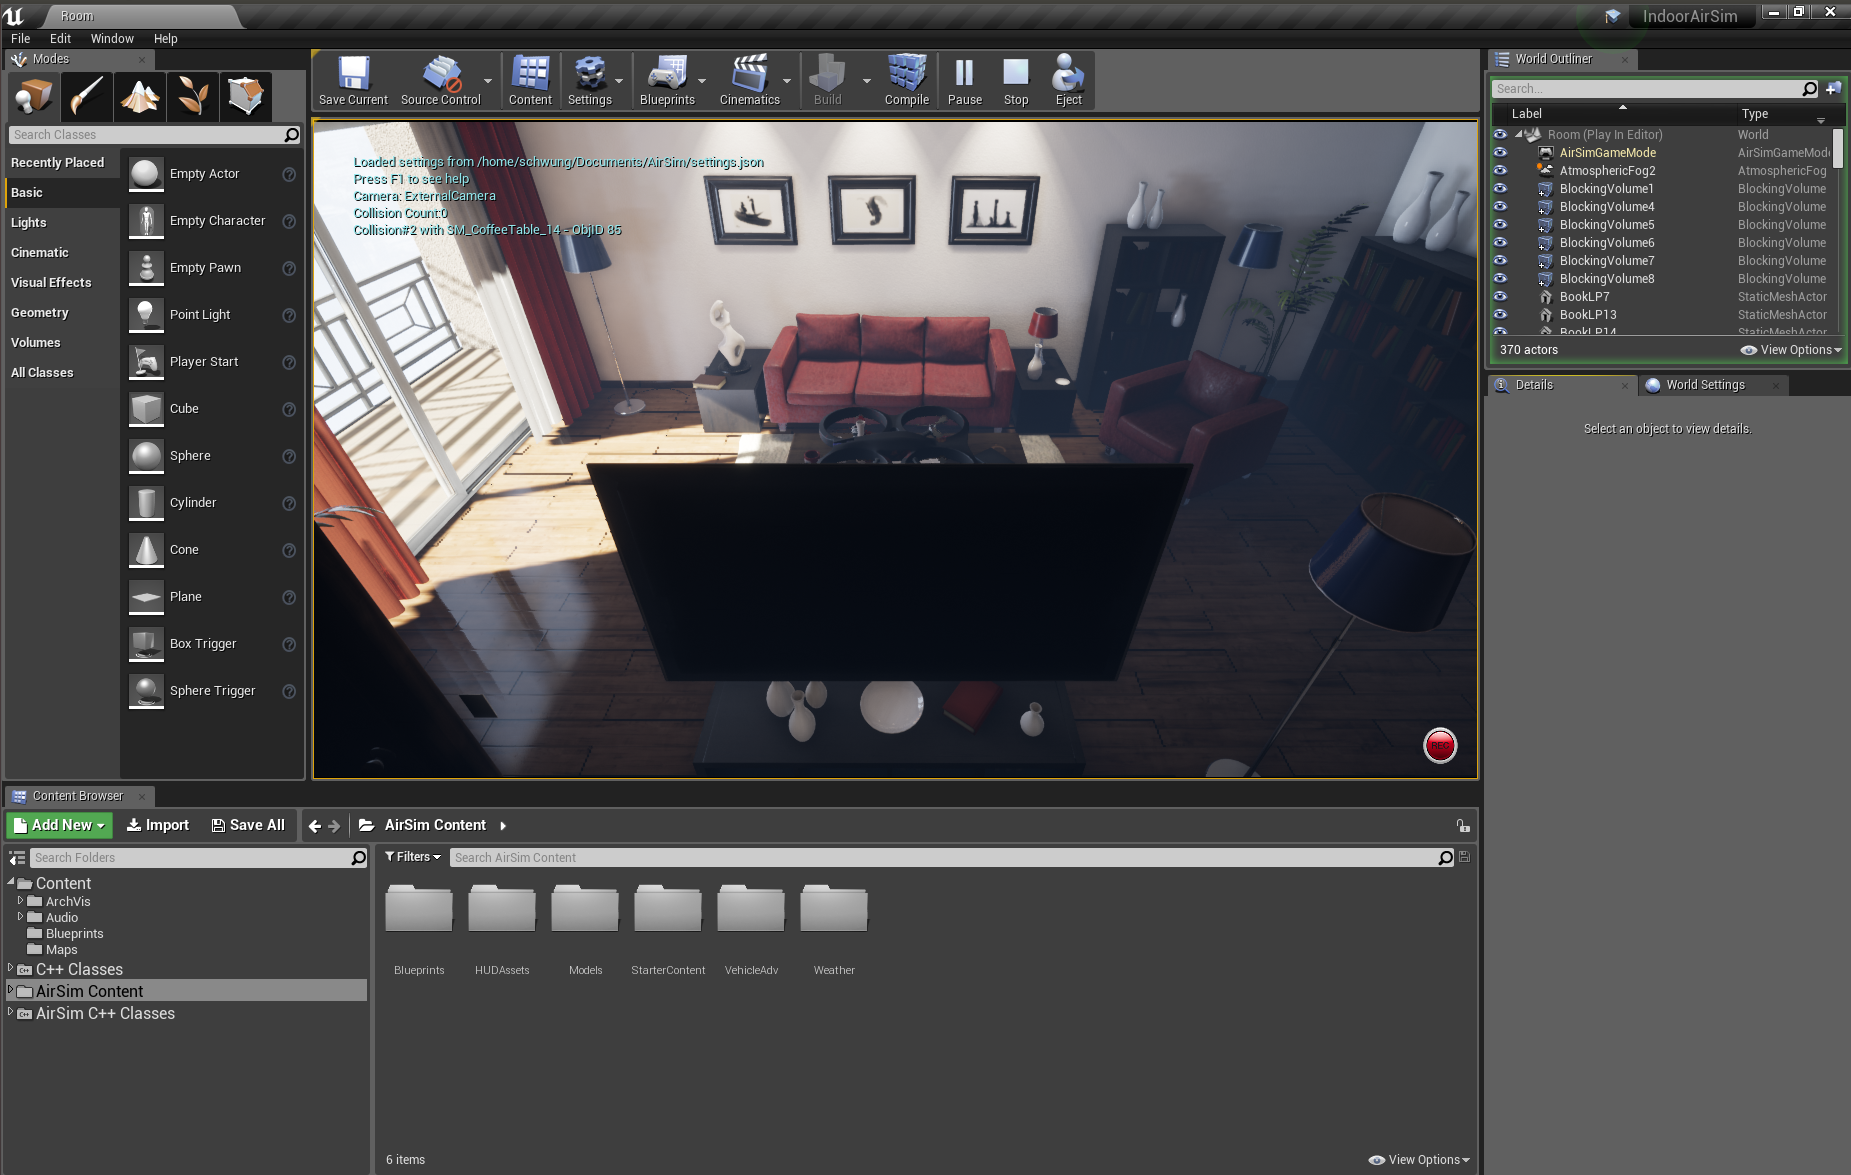 Room
IndoorAirSim
File Edit Window Help
Modes
Search Classes
Recently Placed
Basic
Lights
Cinematic
Visual Effects
Geometry
Volumes
All Classes
Empty Actor
Empty Character
Empty Pawn
Point Light
Player Start
Cube
Sphere
Cylinder
Cone
Plane
Box Trigger
Sphere Trigger
Save Current Source Control Content Settings Blueprints Cinematics Build Compile Pause Stop Eject
Loaded settings from /home/schwung/Documents/AirSim/settings.json
Press F1 to see help
Camera: ExternalCamera
Collision Count:0
Collision#2 with SM_CoffeeTable_14 - ObjID 85
REC
World Outliner
Search...
Label Type
Room (Play In Editor) World
AirSimGameMode AirSimGameMode
AtmosphericFog2 AtmosphericFog
BlockingVolume1 BlockingVolume
BlockingVolume4 BlockingVolume
BlockingVolume5 BlockingVolume
BlockingVolume6 BlockingVolume
BlockingVolume7 BlockingVolume
BlockingVolume8 BlockingVolume
BookLP7 StaticMeshActor
BookLP13 StaticMeshActor
BookLP14 StaticMeshActor
370 actors View Options
Details World Settings
Select an object to view details.
Content Browser
Add New Import Save All AirSim Content
Search Folders
Content
ArchVis
Audio
Blueprints
Maps
C++ Classes
AirSim Content
AirSim C++ Classes
Filters Search AirSim Content
Blueprints HUDAssets Models StarterContent VehicleAdv Weather
6 items View Options